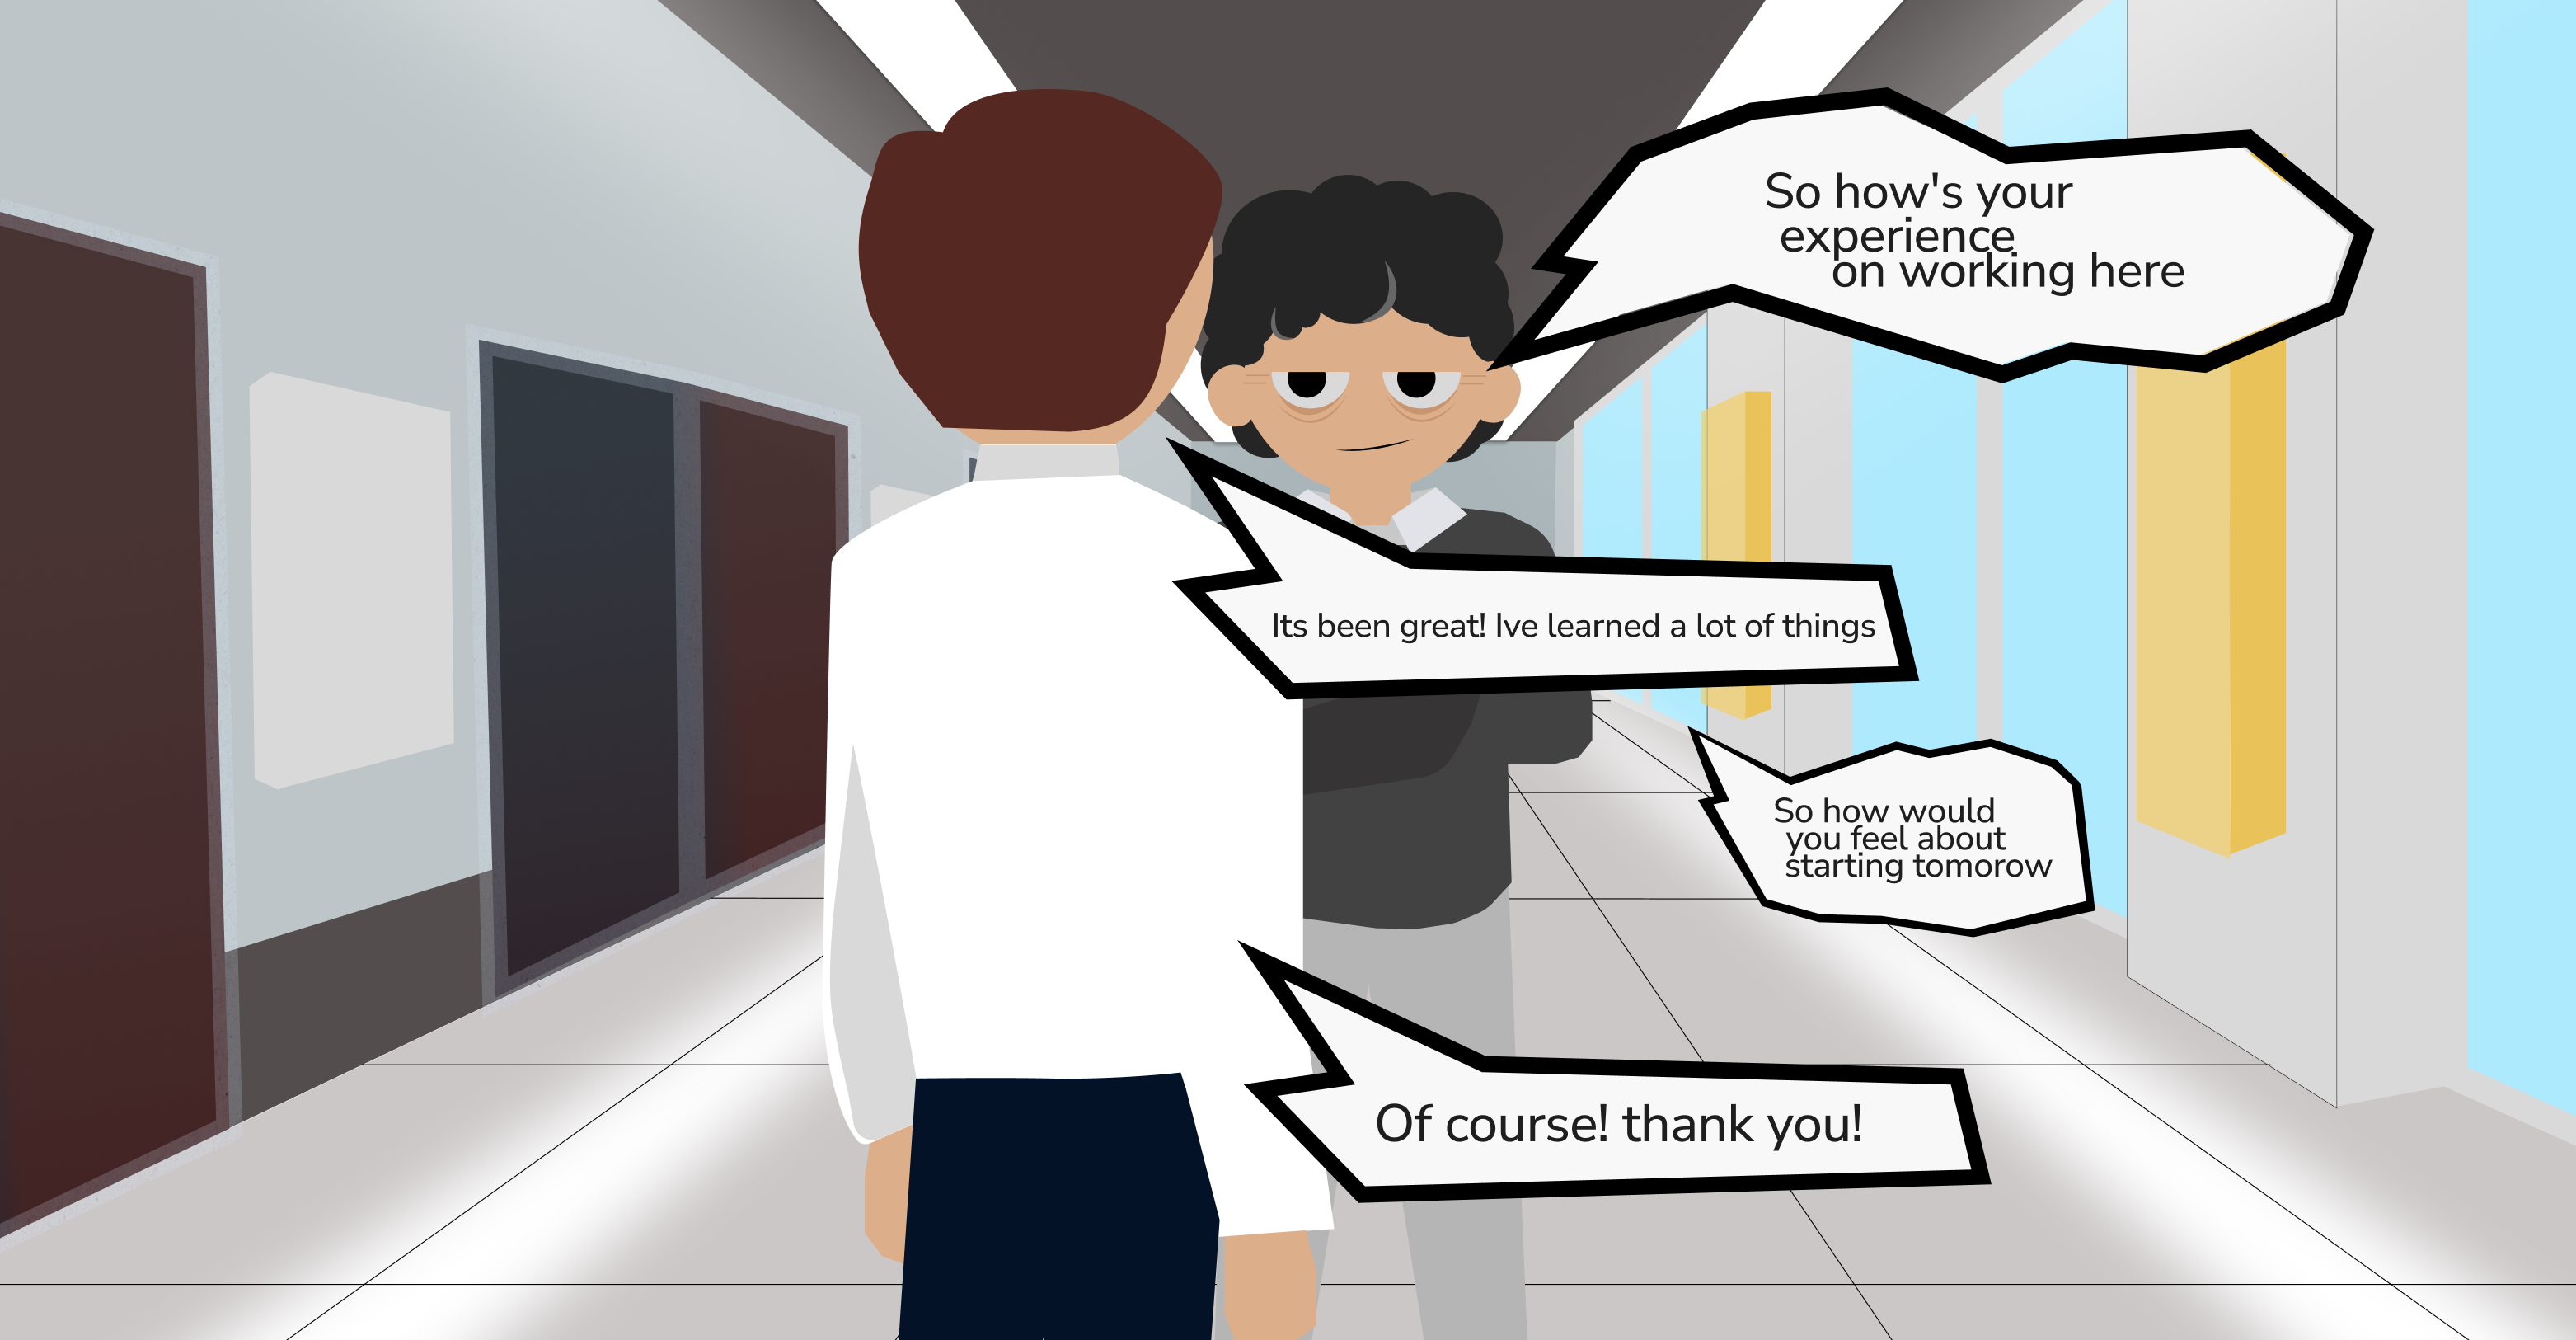 So how's your
experience
on working here
Its been great! Ive learned a lot of things
So how would
you feel about
starting tomorow
Of course! thank you!